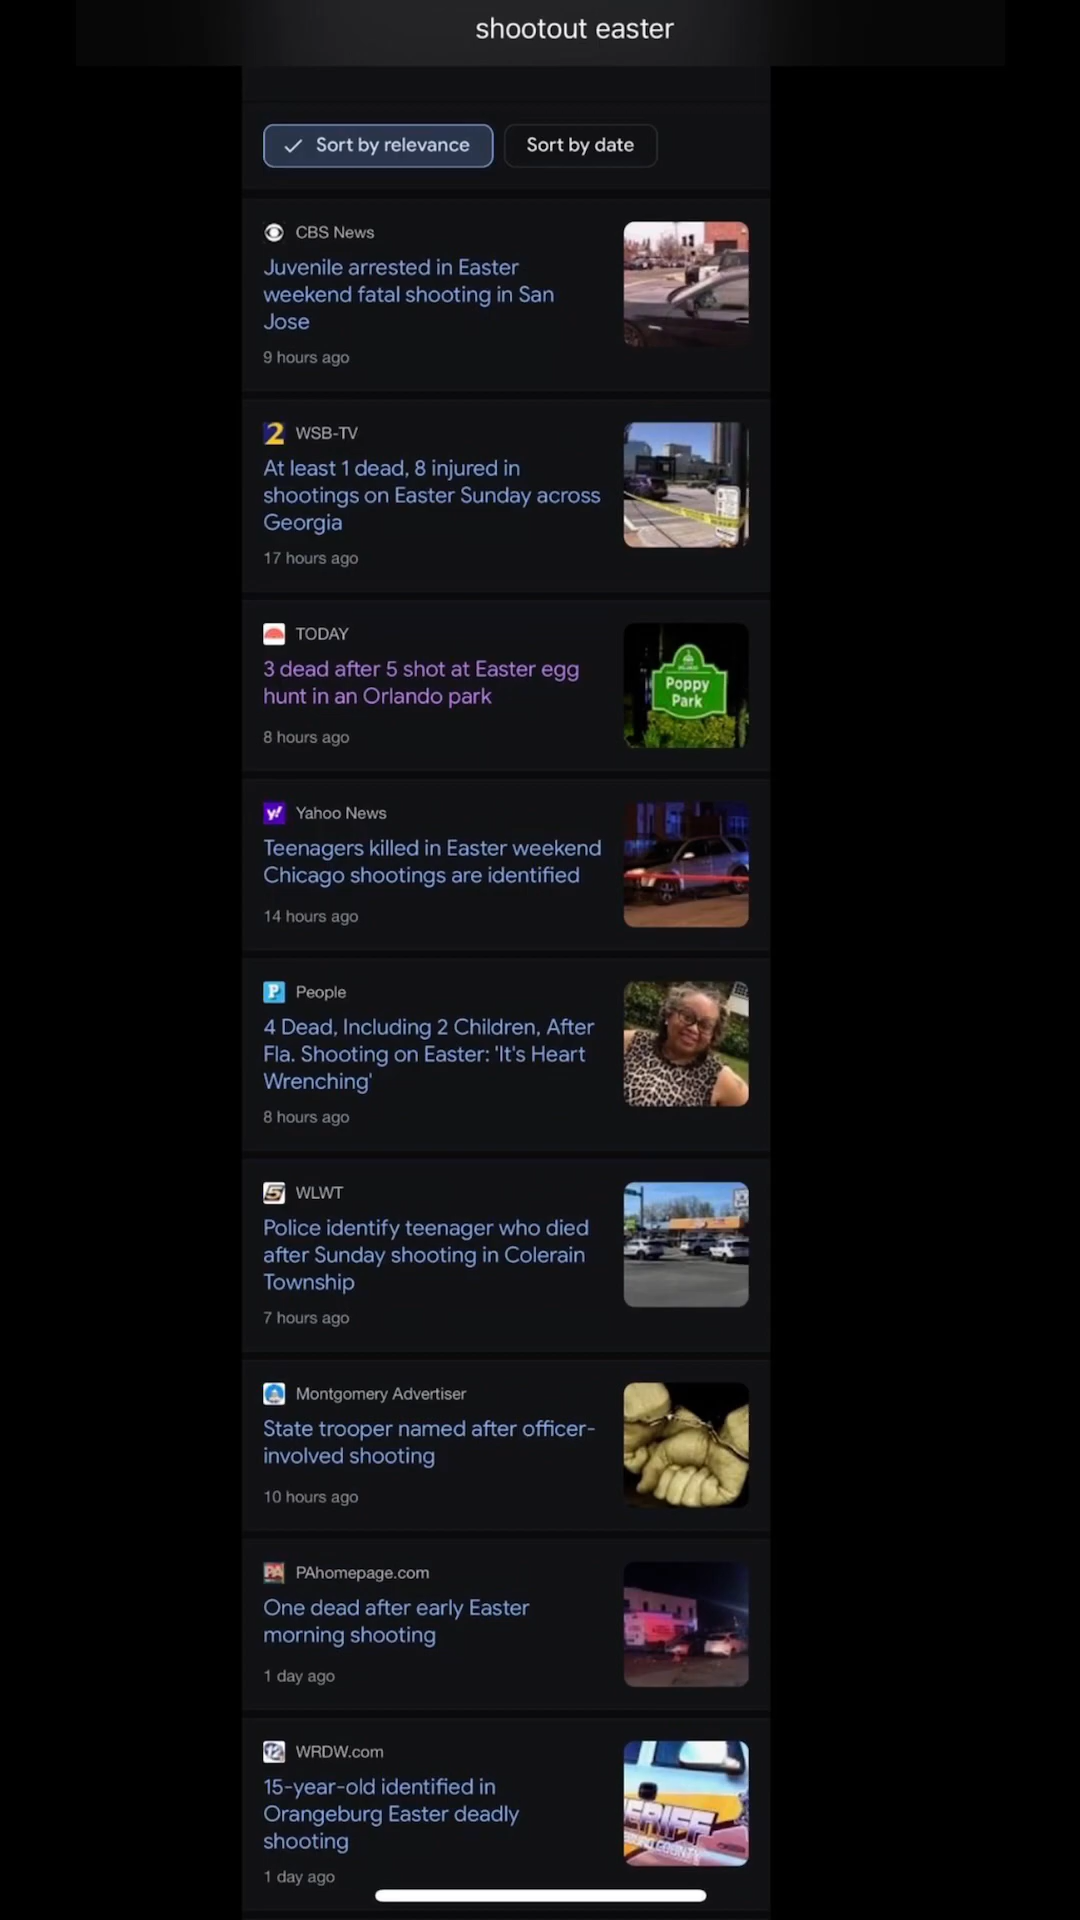 shootout easter
Sort by relevance
Sort by date
CBS News
Juvenile arrested in Easter
weekend fatal shooting in San
Jose
9 hours ago
2 WSB-TV
At least 1 dead, 8 injured in
shootings on Easter Sunday across
Georgia
17 hours ago
TODAY
3 dead after 5 shot at Easter egg
hunt in an Orlando park
8 hours ago
Poppy
Park
y! Yahoo News
Teenagers killed in Easter weekend
Chicago shootings are identified
14 hours ago
P People
4 Dead, Including 2 Children, After
Fla. Shooting on Easter: 'It's Heart
Wrenching'
8 hours ago
5 WLWT
Police identify teenager who died
after Sunday shooting in Colerain
Township
7 hours ago
Montgomery Advertiser
State trooper named after officer-
involved shooting
10 hours ago
PA PAhomepage.com
One dead after early Easter
morning shooting
1 day ago
12 WRDW.com
15-year-old identified in
Orangeburg Easter deadly
shooting
1 day ago
ERIFF
COUNTY